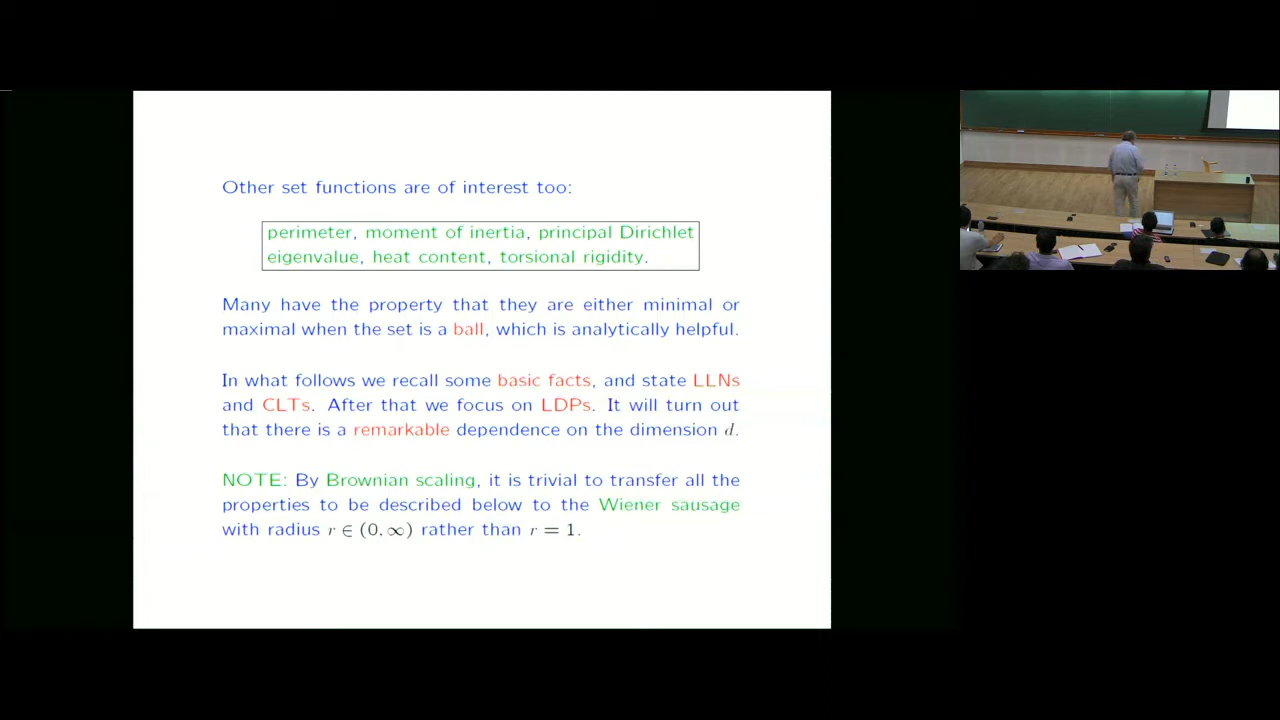 Other set functions are of interest too:
perimeter, moment of inertia, principal Dirichlet
eigenvalue, heat content, torsional rigidity.
Many have the property that they are either minimal or
maximal when the set is a ball, which is analytically helpful.
In what follows we recall some basic facts, and state LLNs
and CLTs. After that we focus on LDPs. It will turn out
that there is a remarkable dependence on the dimension d.
NOTE: By Brownian scaling, it is trivial to transfer all the
properties to be described below to the Wiener sausage
with radius r ∈ (0, ∞) rather than r = 1.